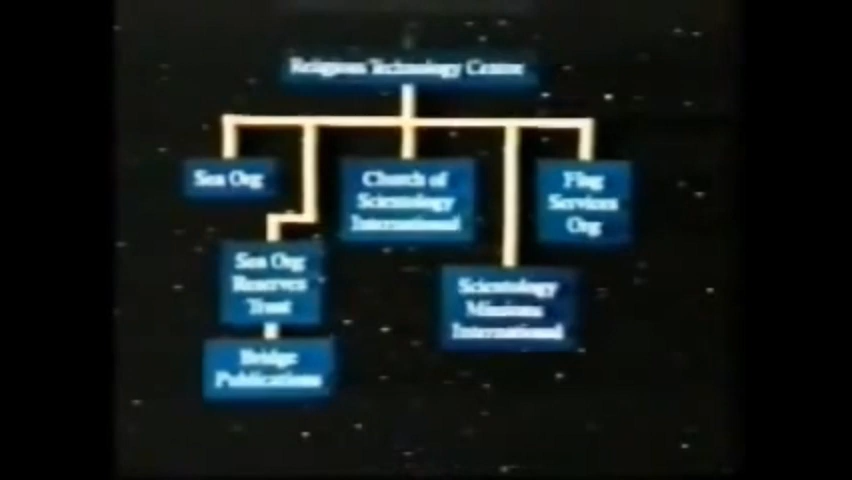 Religious Technology Center
Sea Org
Church of
Scientology
International
Flag
Services
Org
Sea Org
Reserves
Trust
Scientology
Missions
International
Bridge
Publications